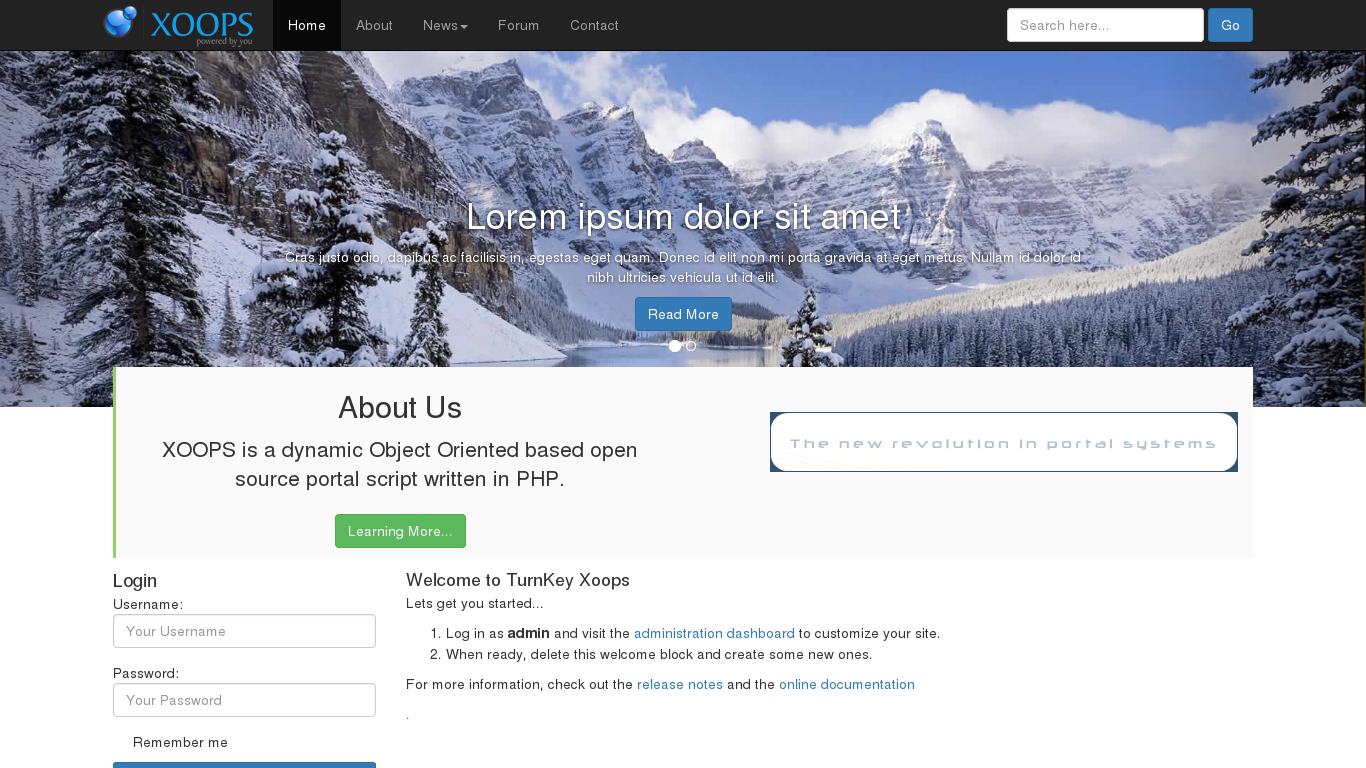 XOOPS
powered by you
Home
About
News
Forum
Contact
Search here...
Go
Lorem ipsum dolor sit amet
Cras justo odio, dapibus ac facilisis in, egestas eget quam. Donec id elit non mi porta gravida at eget metus. Nullam id dolor id
nibh ultricies vehicula ut id elit.
Read More
About Us
XOOPS is a dynamic Object Oriented based open
source portal script written in PHP.
Learning More...
The new revolution in portal systems
Login
Username:
Your Username
Password:
Your Password
Remember me
Welcome to TurnKey Xoops
Lets get you started...
1. Log in as admin and visit the administration dashboard to customize your site.
2. When ready, delete this welcome block and create some new ones.
For more information, check out the release notes and the online documentation
.